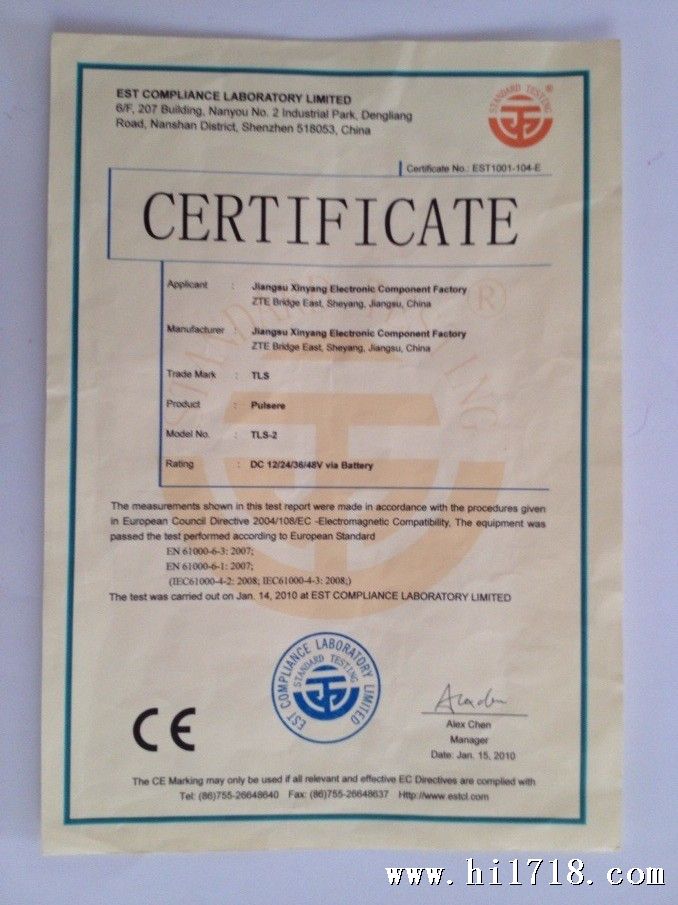 EST COMPLIANCE LABORATORY LIMITED
6/F, 207 Building, Nanyou No. 2 Industrial Park, Dengliang
Road, Nanshan District, Shenzhen 518053, China
STANDARD TESTING ®
Certificate No.: EST1001-104-E
CERTIFICATE
Applicant : Jiangsu Xinyang Electronic Component Factory
ZTE Bridge East, Sheyang, Jiangsu, China
Manufacturer : Jiangsu Xinyang Electronic Component Factory
ZTE Bridge East, Sheyang, Jiangsu, China
Trade Mark : TLS
Product : Pulsere
Model No. : TLS-2
Rating : DC 12/24/36/48V via Battery
The measurements shown in this test report were made in accordance with the procedures given
in European Council Directive 2004/108/EC -Electromagnetic Compatibility, The equipment was
passed the test performed according to European Standard
EN 61000-6-3: 2007;
EN 61000-6-1: 2007;
(IEC61000-4-2: 2008; IEC61000-4-3: 2008;)
The test was carried out on Jan. 14, 2010 at EST COMPLIANCE LABORATORY LIMITED
EST COMPLIANCE LABORATORY LIMITED
STANDARD TESTING
CE
Alex Chen
Manager
Date: Jan. 15, 2010
The CE Marking may only be used if all relevant and effective EC Directives are complied with
Tel: (86)755-26648640 Fax: (86)755-26648637 Http://www.estcl.com
www.hi1718.com